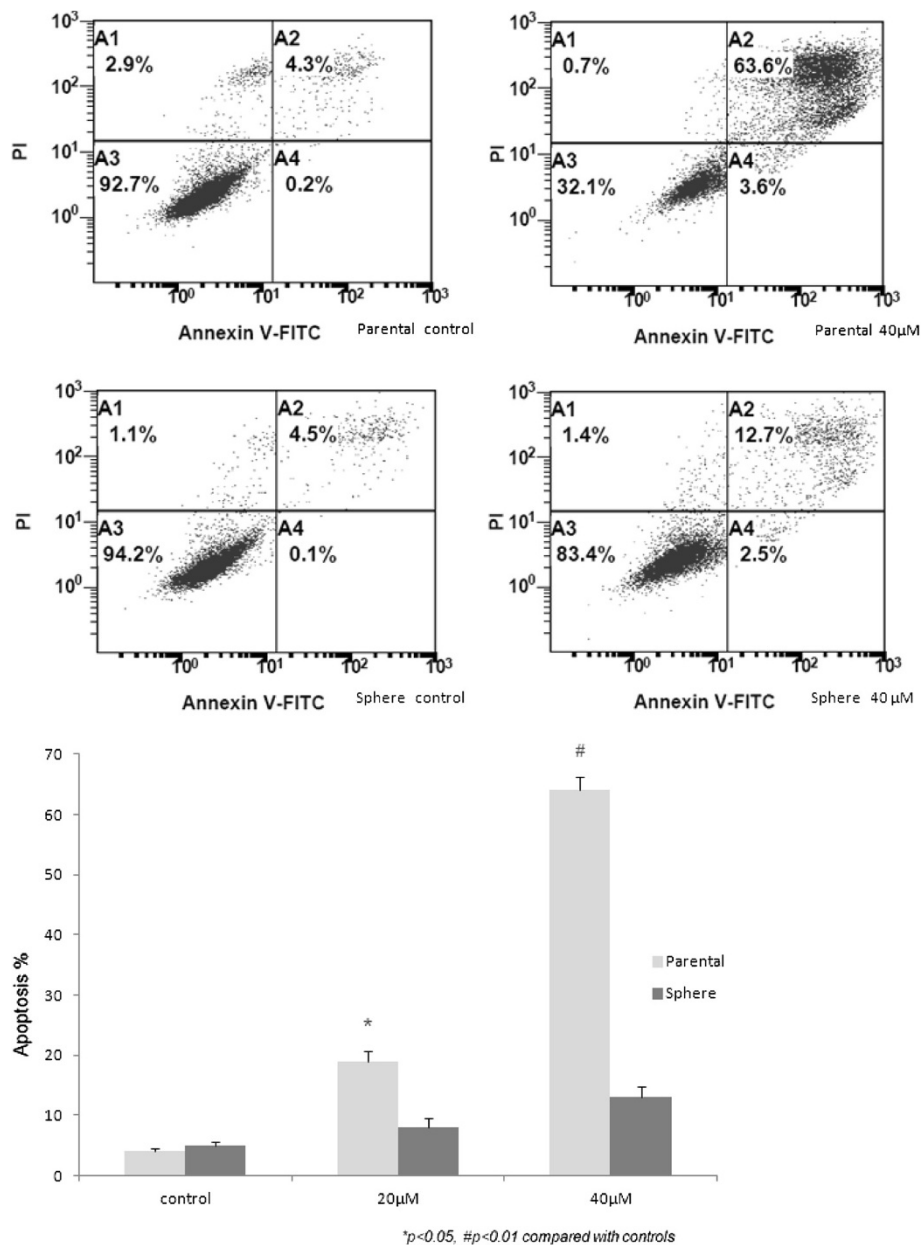 10³
A1
A2
2.9%
4.3%
10²
PI
10¹
A3
A4
92.7%
0.2%
10⁰
10⁰ 10¹ 10² 10³
Annexin V-FITC Parental control
10³
A1
A2
0.7%
63.6%
10²
PI
10¹
A3
A4
32.1%
3.6%
10⁰
10⁰ 10¹ 10² 10³
Annexin V-FITC Parental 40µM
10³
A1
A2
1.1%
4.5%
10²
PI
10¹
A3
A4
94.2%
0.1%
10⁰
10⁰ 10¹ 10² 10³
Annexin V-FITC Sphere control
10³
A1
A2
1.4%
12.7%
10²
PI
10¹
A3
A4
83.4%
2.5%
10⁰
10⁰ 10¹ 10² 10³
Annexin V-FITC Sphere 40 µM
70
60
50
40
30
20
10
0
Apoptosis %
*
#
Parental
Sphere
control 20µM 40µM
*p<0.05, #p<0.01 compared with controls